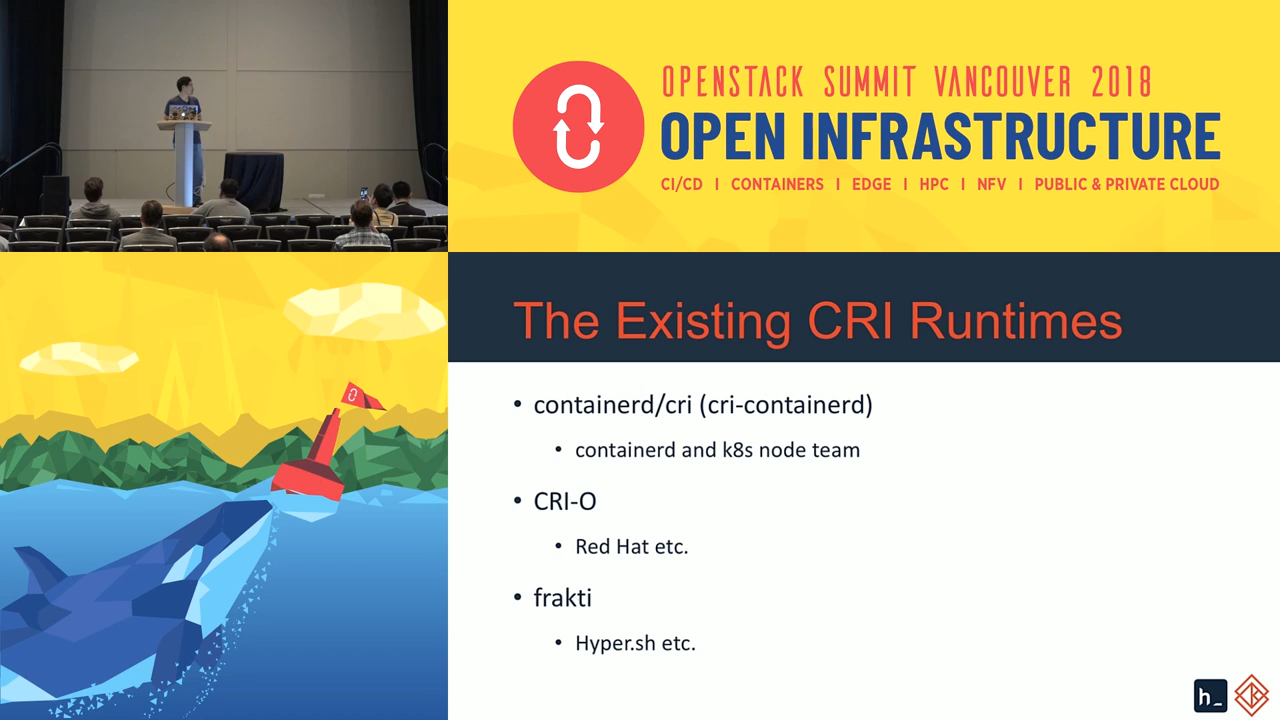 OPENSTACK SUMMIT VANCOUVER 2018
OPEN INFRASTRUCTURE
CI/CD | CONTAINERS | EDGE | HPC | NFV | PUBLIC & PRIVATE CLOUD
The Existing CRI Runtimes
• containerd/cri (cri-containerd)
• containerd and k8s node team
• CRI-O
• Red Hat etc.
• frakti
• Hyper.sh etc.
h_